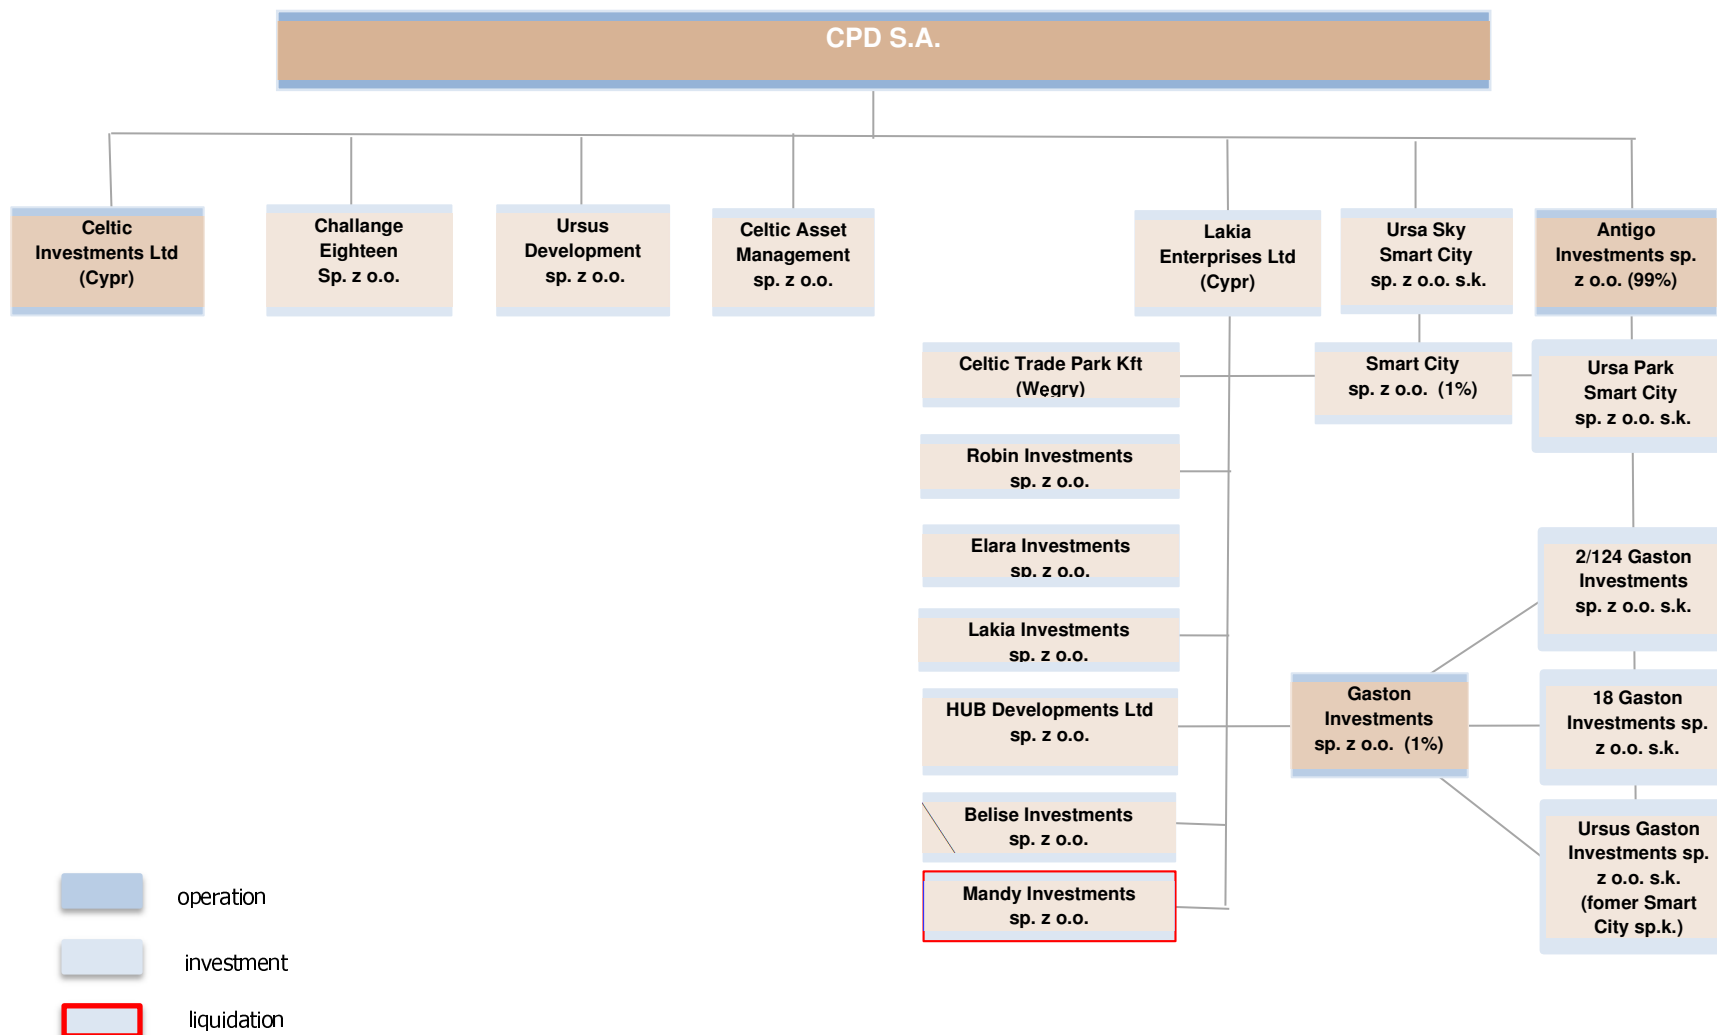 CPD S.A.
Celtic
Investments Ltd
(Cypr)
Challange
Eighteen
Sp. z o.o.
Ursus
Development
sp. z o.o.
Celtic Asset
Management
sp. z o.o.
Lakia
Enterprises Ltd
(Cypr)
Ursa Sky
Smart City
sp. z o.o. s.k.
Antigo
Investments sp.
z o.o. (99%)
Celtic Trade Park Kft
(Węgry)
Smart City
sp. z o.o. (1%)
Ursa Park
Smart City
sp. z o.o. s.k.
Robin Investments
sp. z o.o.
Elara Investments
sp. z o.o.
2/124 Gaston
Investments
sp. z o.o. s.k.
Lakia Investments
sp. z o.o.
HUB Developments Ltd
sp. z o.o.
Gaston
Investments
sp. z o.o. (1%)
18 Gaston
Investments sp.
z o.o. s.k.
Belise Investments
sp. z o.o.
Ursus Gaston
Investments sp.
z o.o. s.k.
(fomer Smart
City sp.k.)
Mandy Investments
sp. z o.o.
operation
investment
liquidation